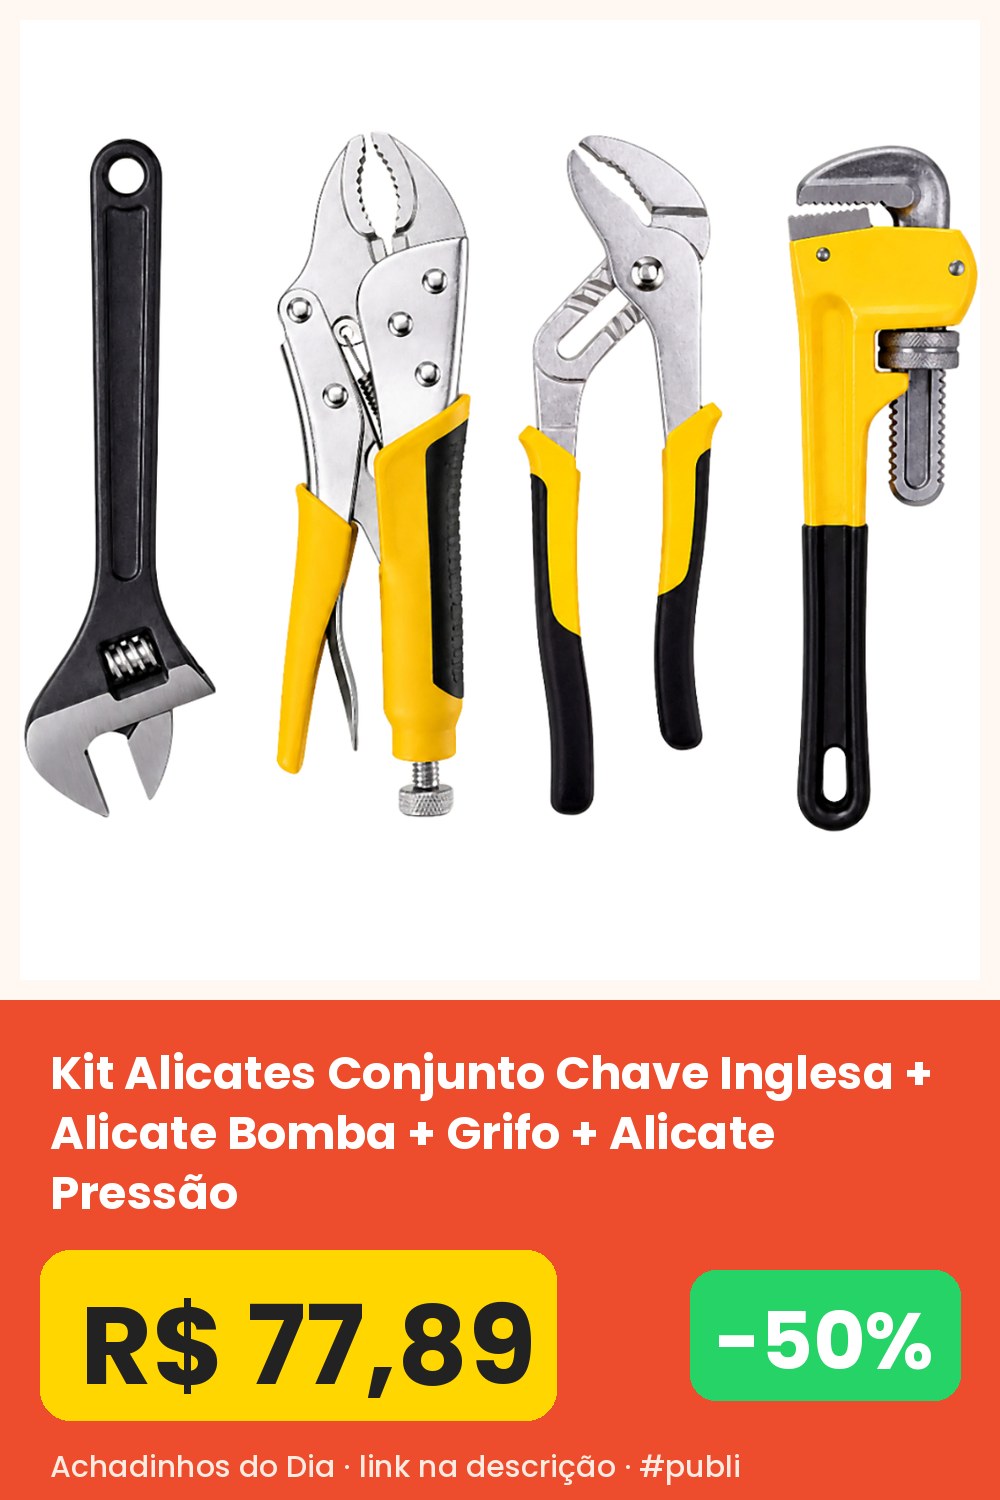 Kit Alicates Conjunto Chave Inglesa +
Alicate Bomba + Grifo + Alicate
Pressão
R$ 77,89
-50%
Achadinhos do Dia · link na descrição · #publi